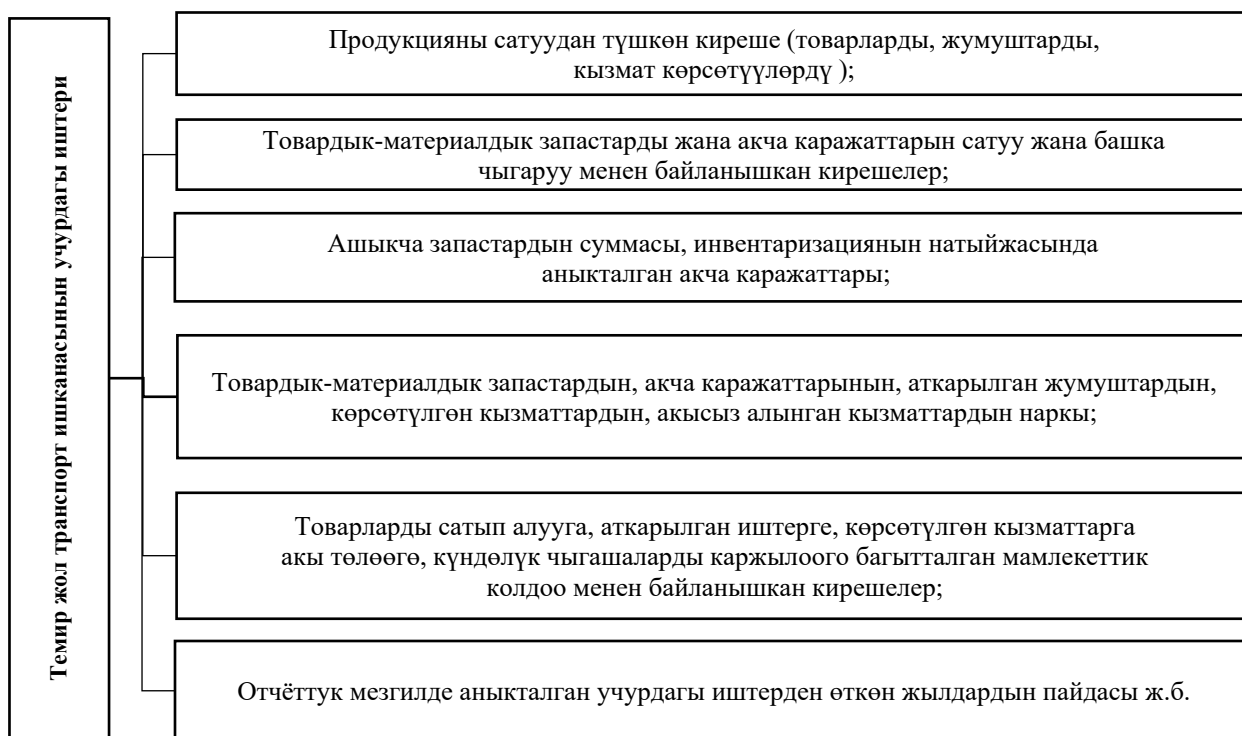 Темир жол транспорт ишканасынын учурдагы иштери
Продукцияны сатуудан түшкөн киреше (товарларды, жумуштарды,
кызмат көрсөтүүлөрдү );
Товардык-материалдык запастарды жана акча каражаттарын сатуу жана башка
чыгаруу менен байланышкан кирешелер;
Ашыкча запастардын суммасы, инвентаризациянын натыйжасында
аныкталган акча каражаттары;
Товардык-материалдык запастардын, акча каражаттарынын, аткарылган жумуштардын,
көрсөтүлгөн кызматтардын, акысыз алынган кызматтардын наркы;
Товарларды сатып алууга, аткарылган иштерге, көрсөтүлгөн кызматтарга
акы төлөөгө, күндөлүк чыгашаларды каржылоого багытталган мамлекеттик
колдоо менен байланышкан кирешелер;
Отчёттук мезгилде аныкталган учурдагы иштерден өткөн жылдардын пайдасы ж.б.